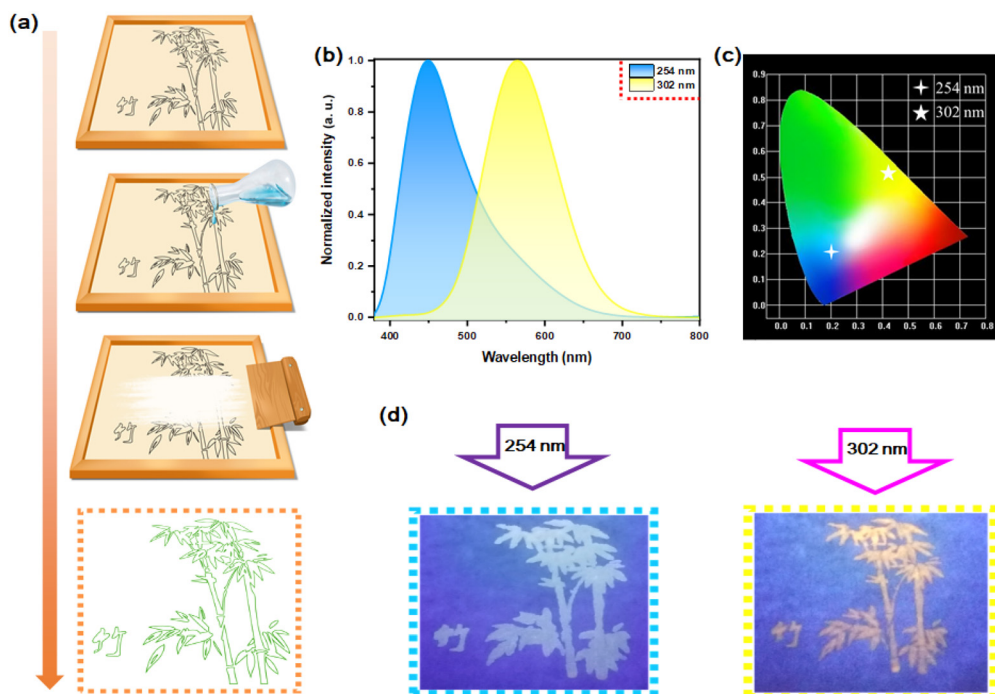 (a)
竹
竹
竹
竹
(b)
Normalized intensity (a. u.)
1.0
0.8
0.6
0.4
0.2
0.0
400 500 600 700 800
Wavelength (nm)
254 nm
302 nm
(c)
254 nm
302 nm
0.9
0.8
0.7
0.6
0.5
0.4
0.3
0.2
0.1
0.0
0.0 0.1 0.2 0.3 0.4 0.5 0.6 0.7 0.8
(d)
254 nm
302 nm
竹
竹